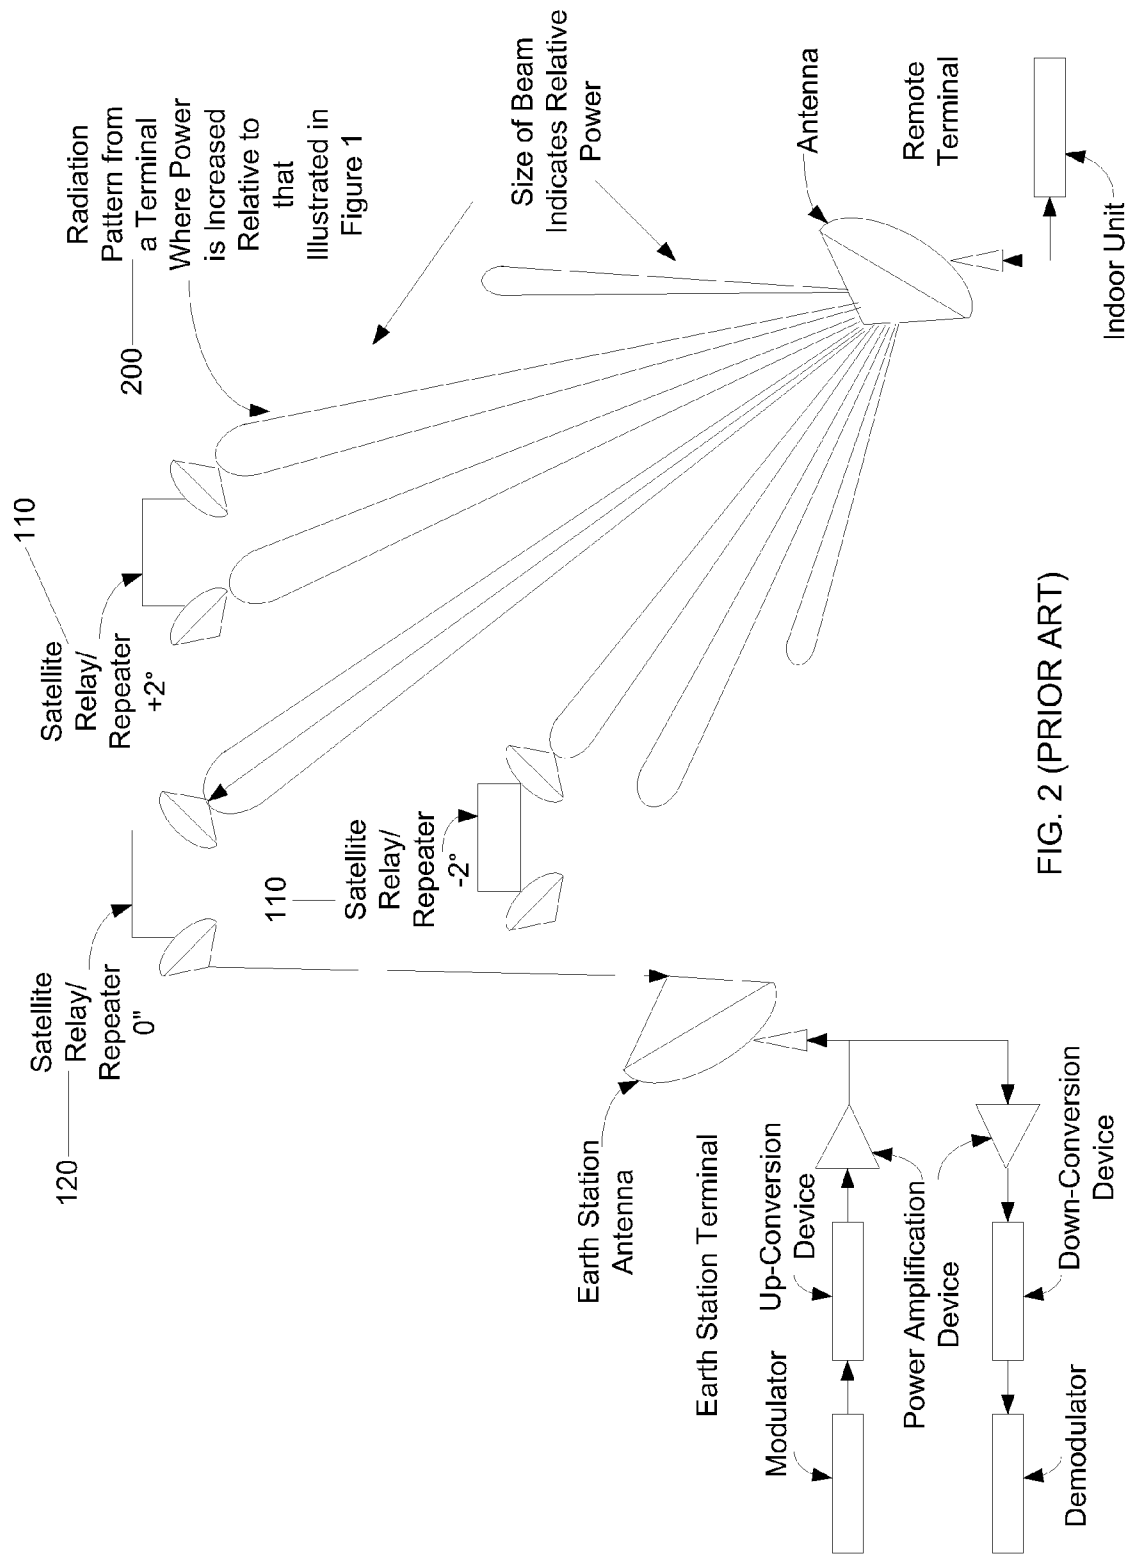 200
Radiation
Pattern from
a Terminal
Where Power
is Increased
Relative to
that
Illustrated in
Figure 1
110
Satellite
Relay/
Repeater
+2°
120
Satellite
Relay/
Repeater
0"
110
Satellite
Relay/
Repeater
-2°
Size of Beam
Indicates Relative
Power
Antenna
Remote
Terminal
Indoor Unit
Earth Station
Antenna
Earth Station Terminal
Modulator
Up-Conversion
Device
Power Amplification
Device
Demodulator
Down-Conversion
Device
FIG. 2 (PRIOR ART)